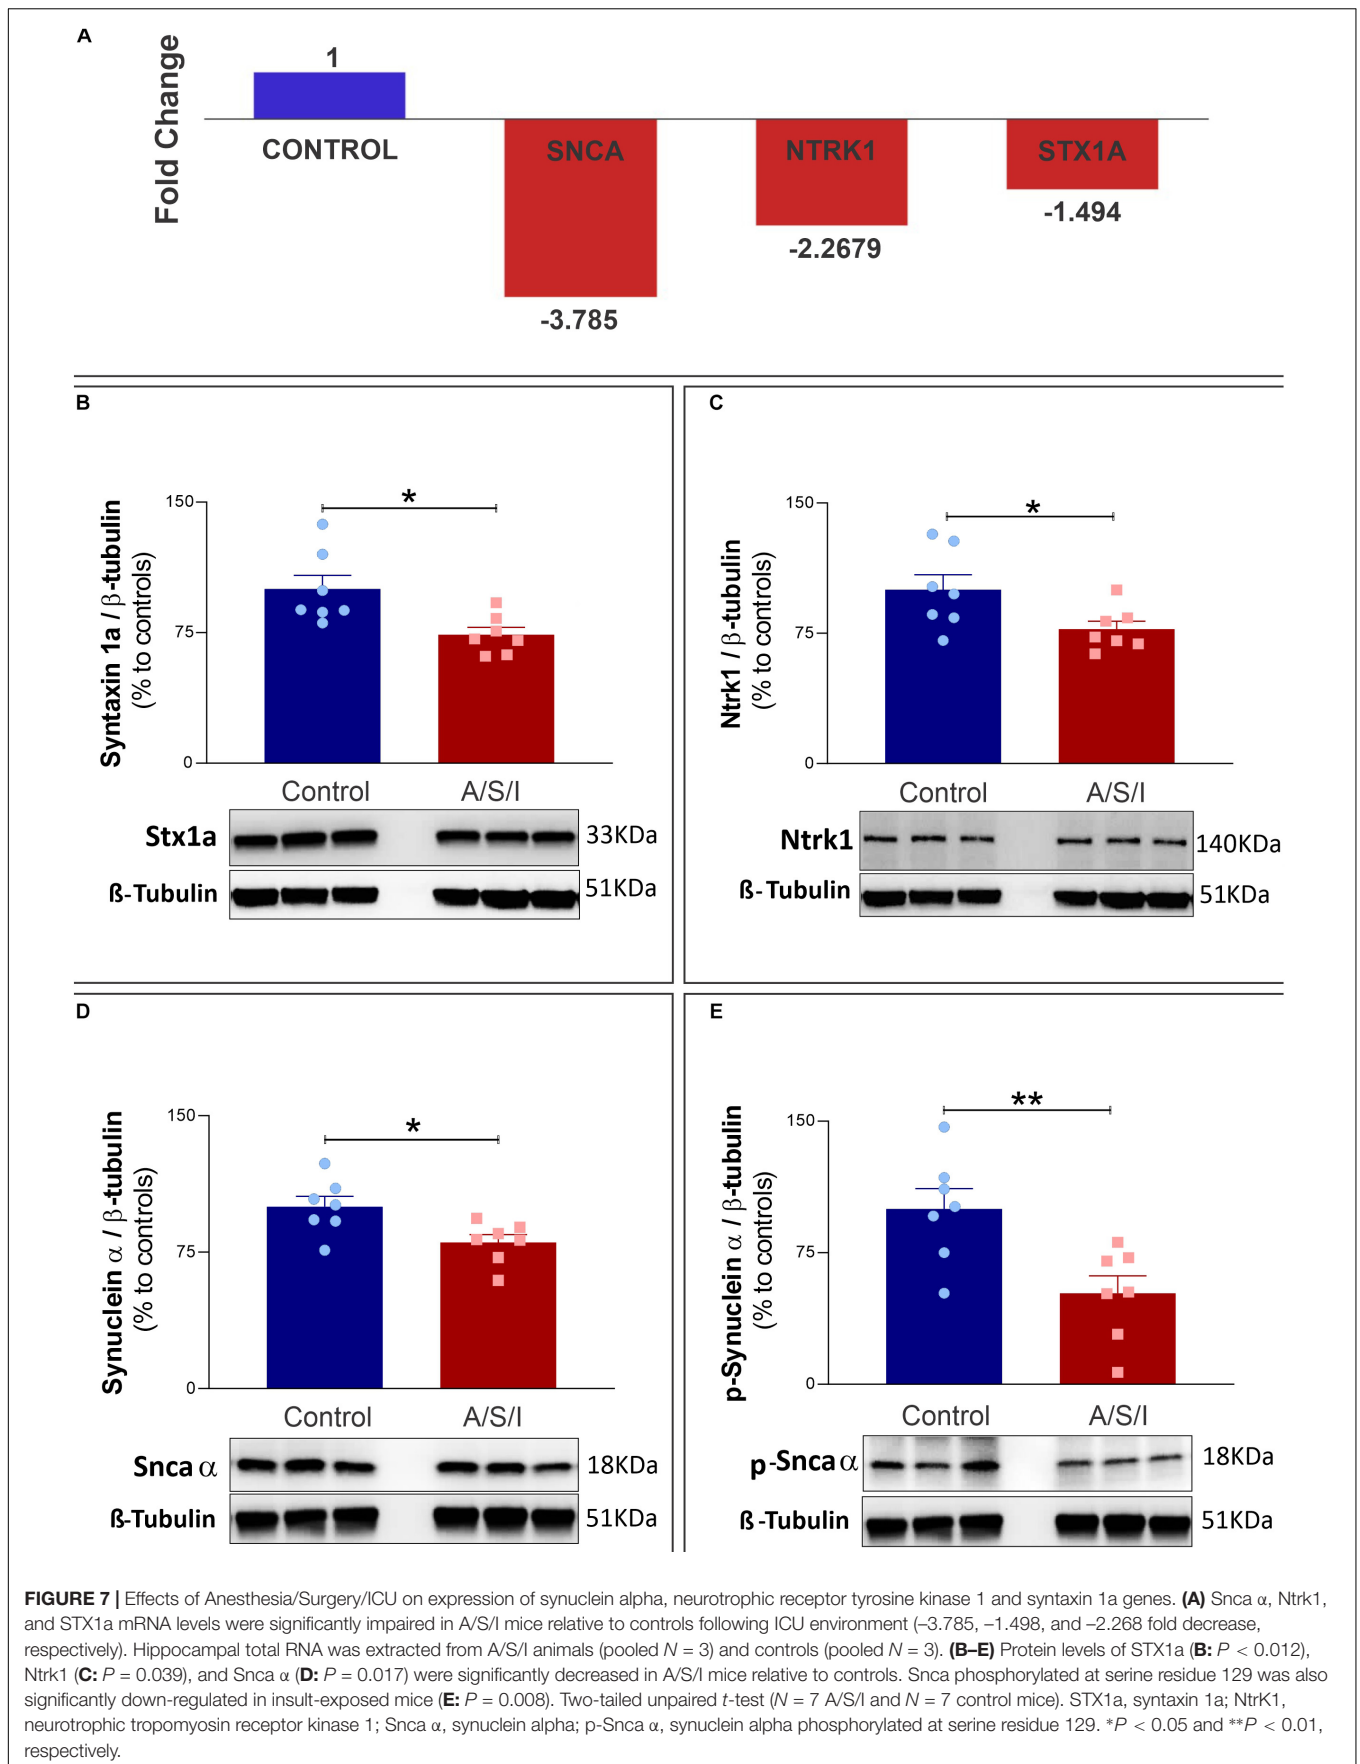 A
Fold Change
1
CONTROL
SNCA
NTRK1
STX1A
-3.785
-2.2679
-1.494
B
Syntaxin 1a / β-tubulin
(% to controls)
150
75
0
*
Control A/S/I
Stx1a 33KDa
ß-Tubulin 51KDa
C
Ntrk1 / β-tubulin
(% to controls)
150
75
0
*
Control A/S/I
Ntrk1 140KDa
ß-Tubulin 51KDa
D
Synuclein α / β-tubulin
(% to controls)
150
75
0
*
Control A/S/I
Snca α 18KDa
ß-Tubulin 51KDa
E
p-Synuclein α / β-tubulin
(% to controls)
150
75
0
**
Control A/S/I
p-Snca α 18KDa
ß-Tubulin 51KDa
FIGURE 7 | Effects of Anesthesia/Surgery/ICU on expression of synuclein alpha, neurotrophic receptor tyrosine kinase 1 and syntaxin 1a genes. (A) Snca α, Ntrk1,
and STX1a mRNA levels were significantly impaired in A/S/I mice relative to controls following ICU environment (–3.785, –1.498, and –2.268 fold decrease,
respectively). Hippocampal total RNA was extracted from A/S/I animals (pooled N = 3) and controls (pooled N = 3). (B–E) Protein levels of STX1a (B: P < 0.012),
Ntrk1 (C: P = 0.039), and Snca α (D: P = 0.017) were significantly decreased in A/S/I mice relative to controls. Snca phosphorylated at serine residue 129 was also
significantly down-regulated in insult-exposed mice (E: P = 0.008). Two-tailed unpaired t-test (N = 7 A/S/I and N = 7 control mice). STX1a, syntaxin 1a; NtrK1,
neurotrophic tropomyosin receptor kinase 1; Snca α, synuclein alpha; p-Snca α, synuclein alpha phosphorylated at serine residue 129. *P < 0.05 and **P < 0.01,
respectively.